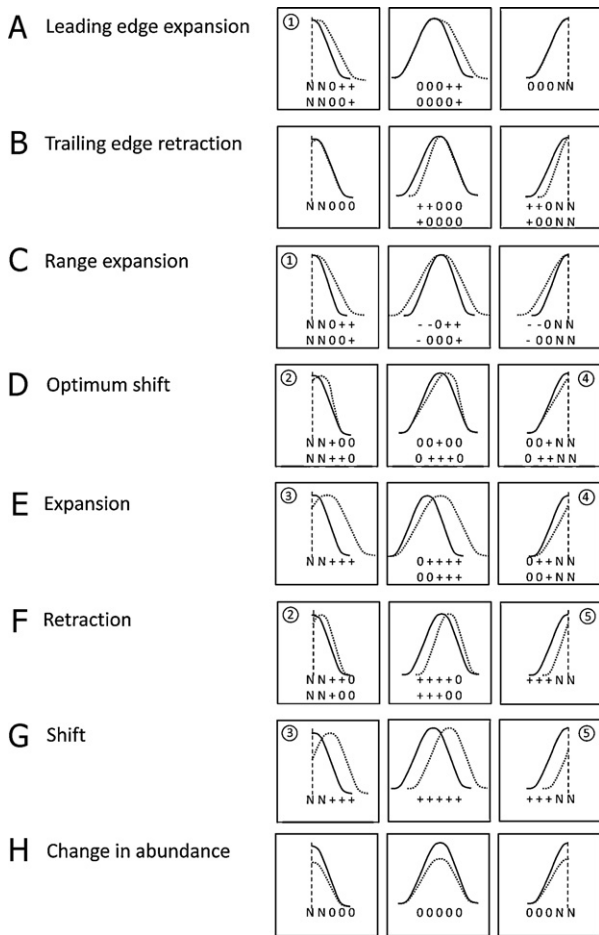 A Leading edge expansion
①
N N 0 + +
N N 0 0 +
0 0 0 + +
0 0 0 0 +
0 0 0 N N
B Trailing edge retraction
N N 0 0 0
+ + 0 0 0
+ 0 0 0 0
+ + 0 N N
+ 0 0 N N
C Range expansion
①
N N 0 + +
N N 0 0 +
- - 0 + +
- 0 0 0 +
- - 0 N N
- 0 0 N N
D Optimum shift
②
N N + 0 0
N N + + 0
0 0 + 0 0
0 + + + 0
④
0 0 + N N
0 + + N N
E Expansion
③
N N + + +
0 + + + +
0 0 + + +
④
0 + + N N
0 0 + N N
F Retraction
②
N N + + 0
N N + 0 0
+ + + + 0
+ + + 0 0
⑤
+ + + N N
G Shift
③
N N + + +
+ + + + +
⑤
+ + + N N
H Change in abundance
N N 0 0 0
0 0 0 0 0
0 0 0 N N